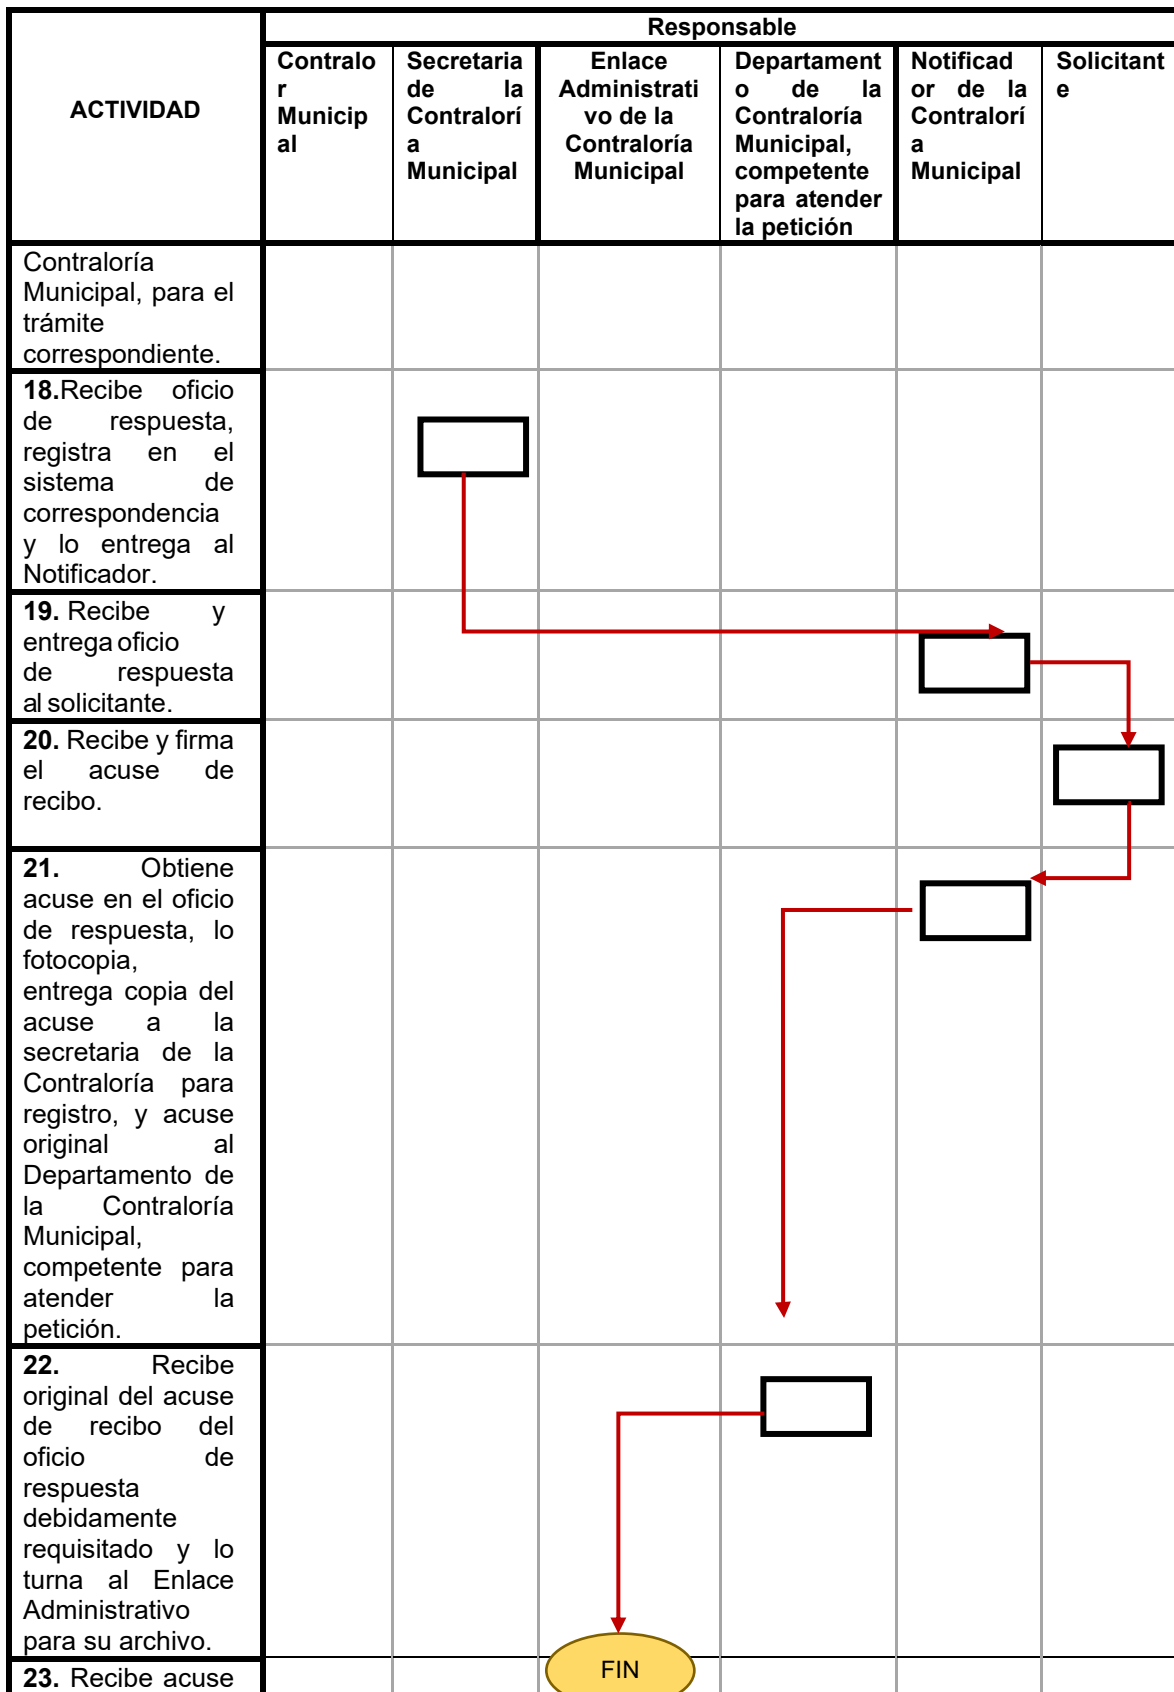 Responsable
ACTIVIDAD
Contralo
r
Municip
al
Secretaria
de la
Contralorí
a
Municipal
Enlace
Administrati
vo de la
Contraloría
Municipal
Departament
o de la
Contraloría
Municipal,
competente
para atender
la petición
Notificad
or de la
Contralorí
a
Municipal
Solicitant
e
Contraloría
Municipal, para el
trámite
correspondiente.
18.Recibe oficio
de respuesta,
registra en el
sistema de
correspondencia
y lo entrega al
Notificador.
19. Recibe y
entrega oficio
de respuesta
al solicitante.
20. Recibe y firma
el acuse de
recibo.
21. Obtiene
acuse en el oficio
de respuesta, lo
fotocopia,
entrega copia del
acuse a la
secretaria de la
Contraloría para
registro, y acuse
original al
Departamento de
la Contraloría
Municipal,
competente para
atender la
petición.
22. Recibe
original del acuse
de recibo del
oficio de
respuesta
debidamente
requisitado y lo
turna al Enlace
Administrativo
para su archivo.
FIN
23. Recibe acuse